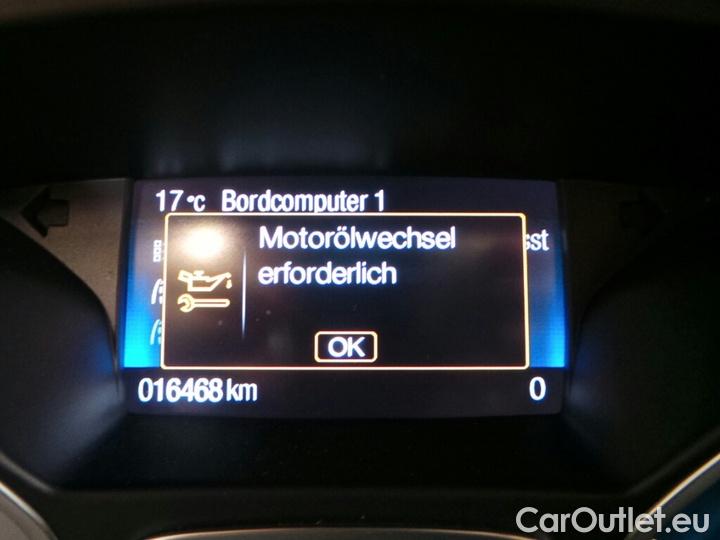 17°C Bordcomputer 1
Motorölwechsel
erforderlich
OK
016468 km 0
CarOutlet.eu